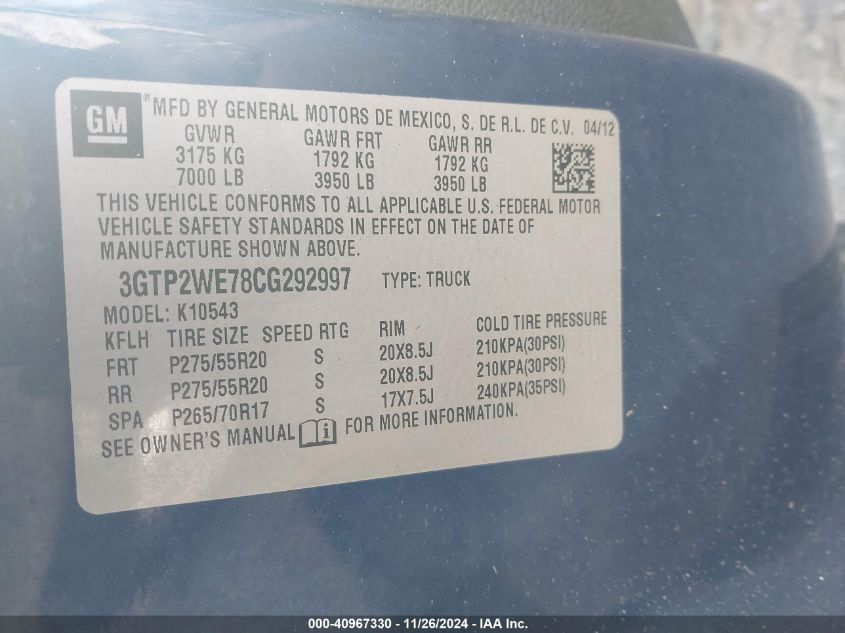 GM® MFD BY GENERAL MOTORS DE MEXICO, S. DE R.L. DE C.V. 04/12
GVWR GAWR FRT GAWR RR
3175 KG 1792 KG 1792 KG
7000 LB 3950 LB 3950 LB
THIS VEHICLE CONFORMS TO ALL APPLICABLE U.S. FEDERAL MOTOR
VEHICLE SAFETY STANDARDS IN EFFECT ON THE DATE OF
MANUFACTURE SHOWN ABOVE.
3GTP2WE78CG292997 TYPE: TRUCK
MODEL: K10543
KFLH TIRE SIZE SPEED RTG RIM COLD TIRE PRESSURE
FRT P275/55R20 S 20X8.5J 210KPA(30PSI)
RR P275/55R20 S 20X8.5J 210KPA(30PSI)
SPA P265/70R17 S 17X7.5J 240KPA(35PSI)
SEE OWNER'S MANUAL i FOR MORE INFORMATION.
000-40967330 - 11/26/2024 - IAA Inc.